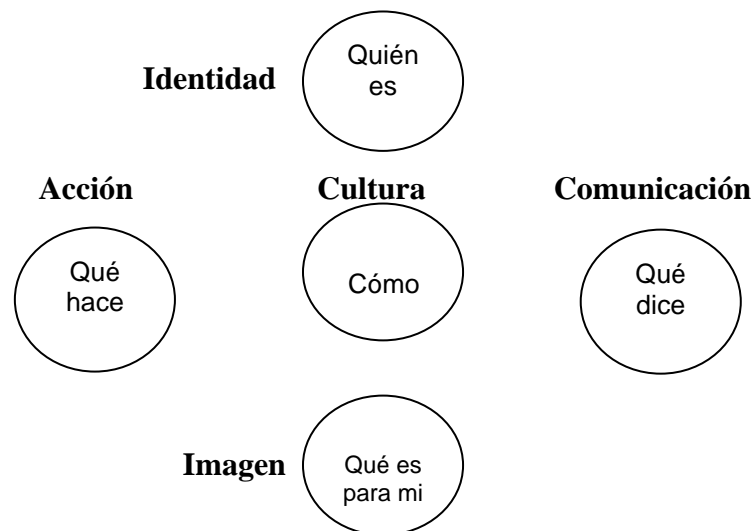 Identidad
Quién
es
Acción
Cultura
Comunicación
Qué
hace
Cómo
Qué
dice
Imagen
Qué es
para mi